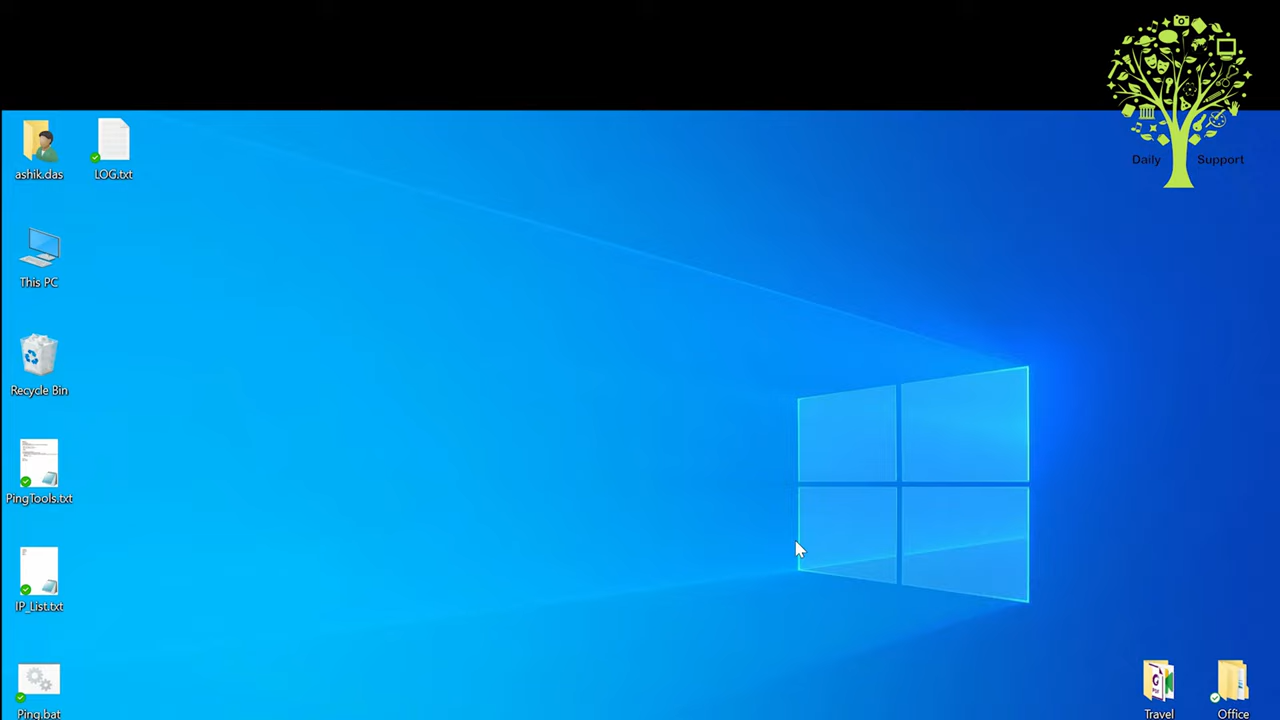 Daily Support
ashik.das
LOG.txt
This PC
Recycle Bin
PingTools.txt
IP_List.txt
Ping.bat
Travel
Office